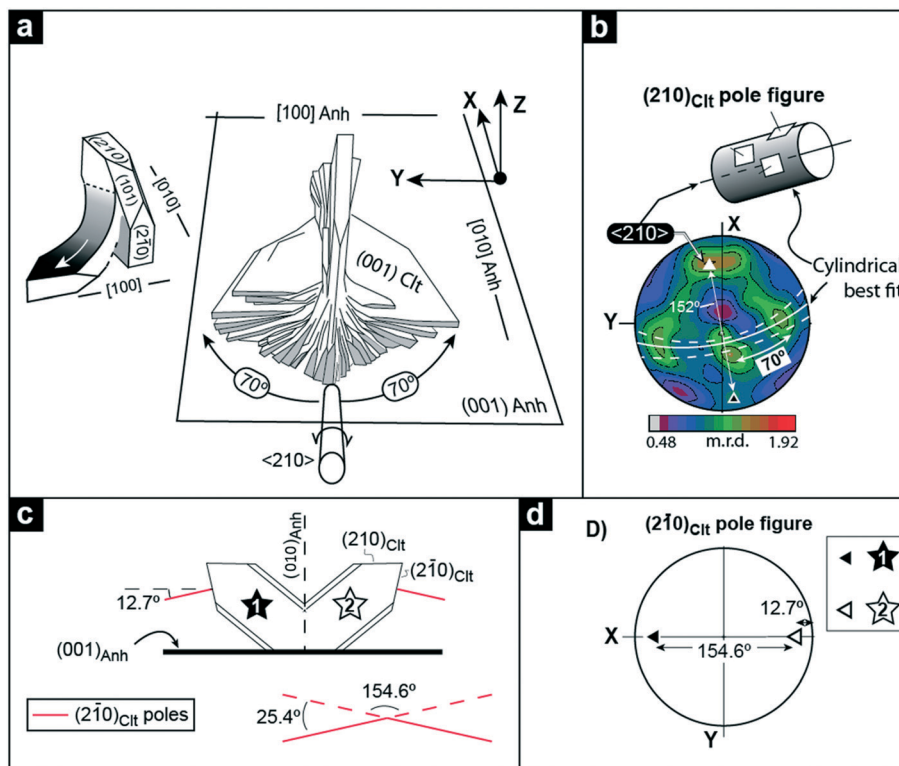 a
[100] Anh
X
Z
Y
(210)
(101)
(21̄0)
[010]
[100]
(001) Clt
[010] Anh
70º
70º
(001) Anh
<210>
b
(210)Clt pole figure
<210>
X
Cylindrical
best fit
152º
Y
70º
0.48
m.r.d.
1.92
c
(010)Anh
(210)Clt
(21̄0)Clt
12.7º
1
2
(001)Anh
154.6º
25.4º
(21̄0)Clt poles
d
D)
(21̄0)Clt pole figure
1
2
12.7º
X
154.6º
Y